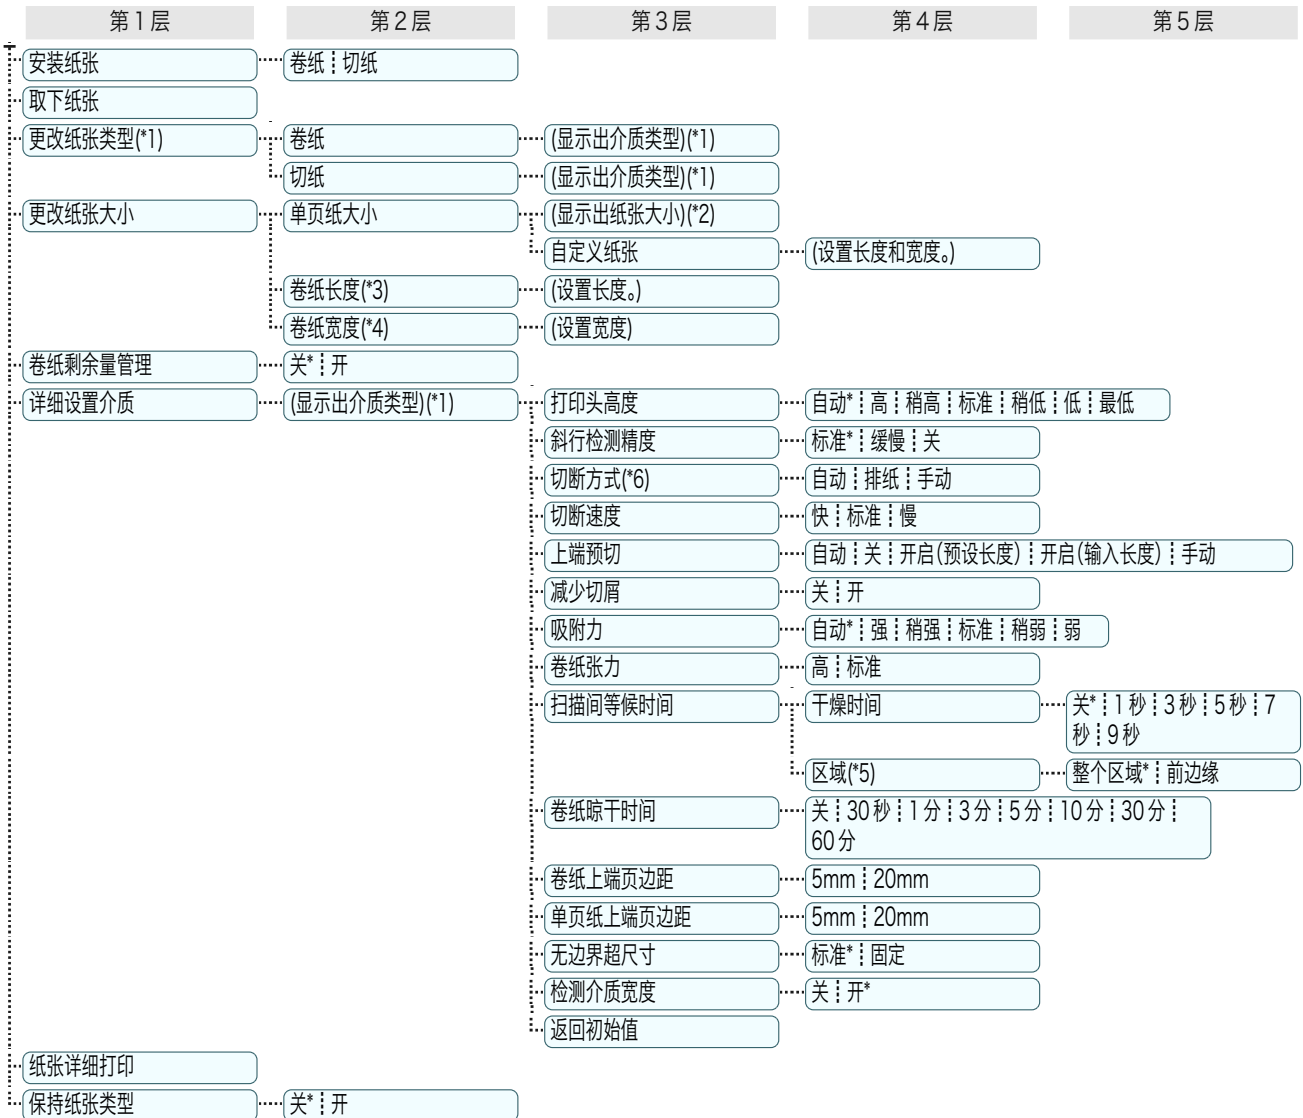 第1层 第2层 第3层 第4层 第5层
安装纸张 卷纸┆切纸
取下纸张
更改纸张类型(*1) 卷纸 (显示出介质类型)(*1)
切纸 (显示出介质类型)(*1)
更改纸张大小 单页纸大小 (显示出纸张大小)(*2)
自定义纸张 (设置长度和宽度。)
卷纸长度(*3) (设置长度。)
卷纸宽度(*4) (设置宽度)
卷纸剩余量管理 关*┆开
详细设置介质 (显示出介质类型)(*1) 打印头高度 自动*┆高┆稍高┆标准┆稍低┆低┆最低
斜行检测精度 标准*┆缓慢┆关
切断方式(*6) 自动┆排纸┆手动
切断速度 快┆标准┆慢
上端预切 自动┆关┆开启(预设长度)┆开启(输入长度)┆手动
减少切屑 关┆开
吸附力 自动*┆强┆稍强┆标准┆稍弱┆弱
卷纸张力 高┆标准
扫描间等候时间 干燥时间 关*┆1秒┆3秒┆5秒┆7
秒┆9秒
区域(*5) 整个区域*┆前边缘
卷纸晾干时间 关┆30秒┆1分┆3分┆5分┆10分┆30分┆
60分
卷纸上端页边距 5mm┆20mm
单页纸上端页边距 5mm┆20mm
无边界超尺寸 标准*┆固定
检测介质宽度 关┆开*
返回初始值
纸张详细打印
保持纸张类型 关*┆开